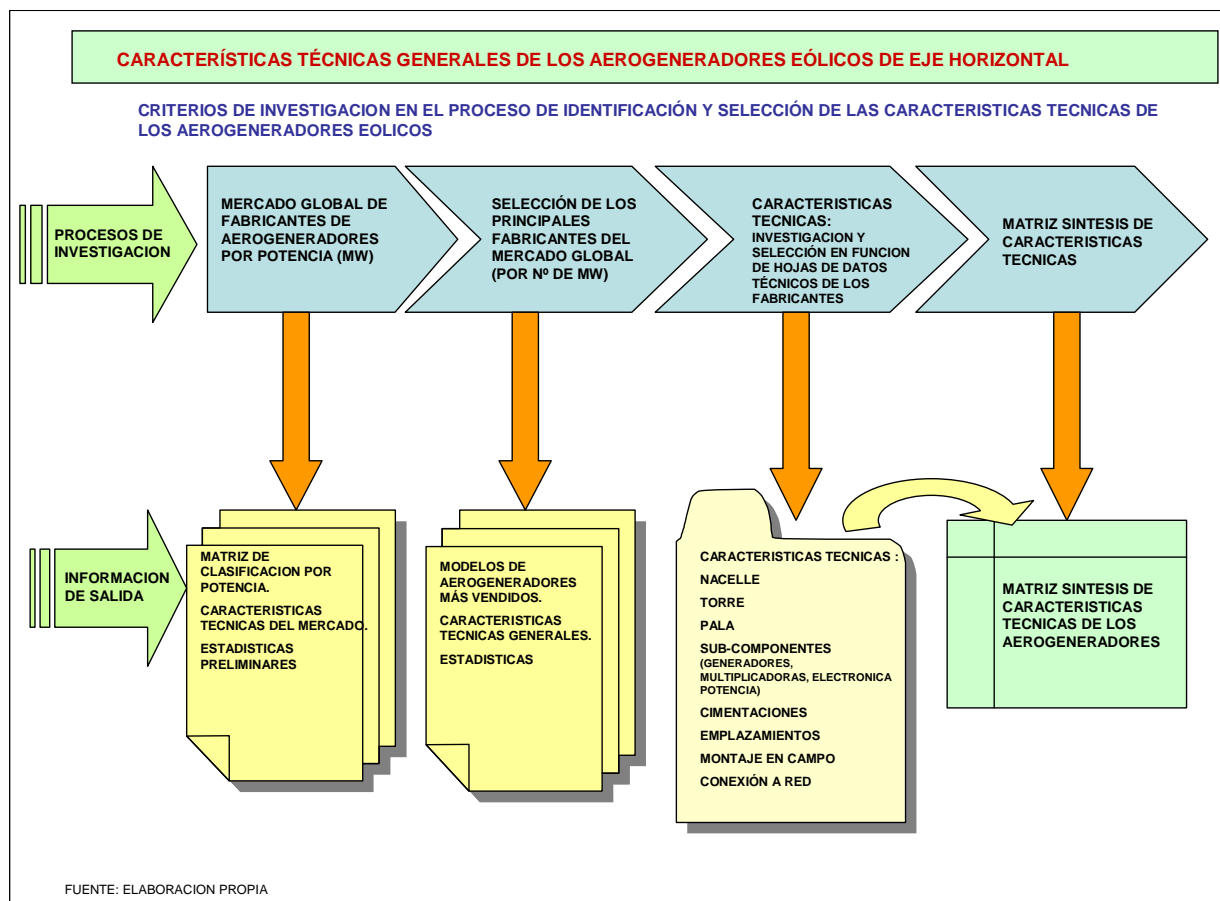 CARACTERÍSTICAS TÉCNICAS GENERALES DE LOS AEROGENERADORES EÓLICOS DE EJE HORIZONTAL
CRITERIOS DE INVESTIGACION EN EL PROCESO DE IDENTIFICACIÓN Y SELECCIÓN DE LAS CARACTERISTICAS TECNICAS DE
LOS AEROGENERADORES EOLICOS
PROCESOS DE
INVESTIGACION
MERCADO GLOBAL DE
FABRICANTES DE
AEROGENERADORES
POR POTENCIA (MW)
SELECCIÓN DE LOS
PRINCIPALES
FABRICANTES DEL
MERCADO GLOBAL
(POR Nº DE MW)
CARACTERISTICAS
TECNICAS:
INVESTIGACION Y
SELECCIÓN EN FUNCION
DE HOJAS DE DATOS
TÉCNICOS DE LOS
FABRICANTES
MATRIZ SINTESIS DE
CARACTERISTICAS
TECNICAS
INFORMACION
DE SALIDA
MATRIZ DE
CLASIFICACION POR
POTENCIA.
CARACTERISTICAS
TECNICAS DEL MERCADO.
ESTADISTICAS
PRELIMINARES
MODELOS DE
AEROGENERADORES
MÁS VENDIDOS.
CARACTERISTICAS
TECNICAS GENERALES.
ESTADISTICAS
CARACTERISTICAS TECNICAS :
NACELLE
TORRE
PALA
SUB-COMPONENTES
(GENERADORES,
MULTIPLICADORAS, ELECTRONICA
POTENCIA)
CIMENTACIONES
EMPLAZAMIENTOS
MONTAJE EN CAMPO
CONEXIÓN A RED
MATRIZ SINTESIS DE
CARACTERISTICAS
TECNICAS DE LOS
AEROGENERADORES
FUENTE: ELABORACION PROPIA